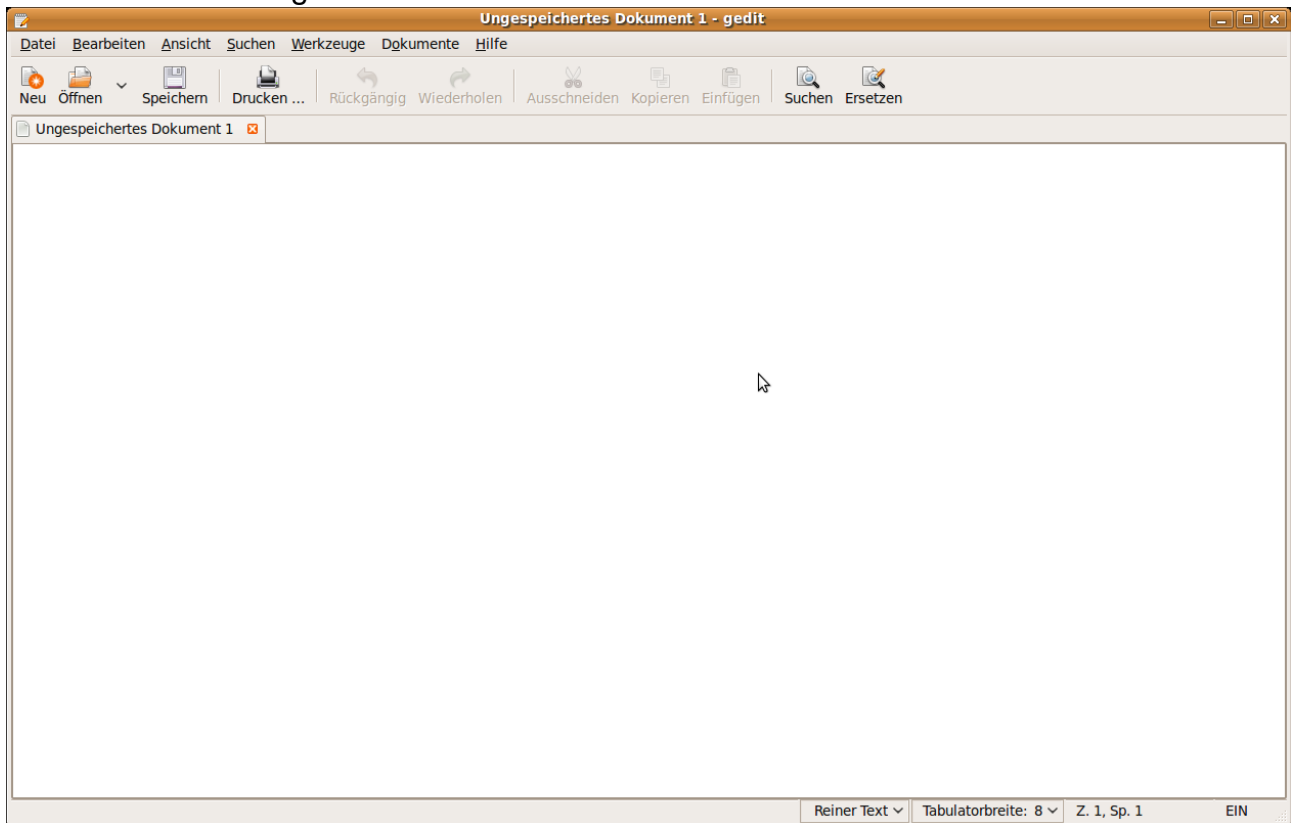 Ungespeichertes Dokument 1 - gedit
Datei Bearbeiten Ansicht Suchen Werkzeuge Dokumente Hilfe
Neu Öffnen Speichern Drucken ... Rückgängig Wiederholen Ausschneiden Kopieren Einfügen Suchen Ersetzen
Ungespeichertes Dokument 1
Reiner Text Tabulatorbreite: 8 Z. 1, Sp. 1 EIN